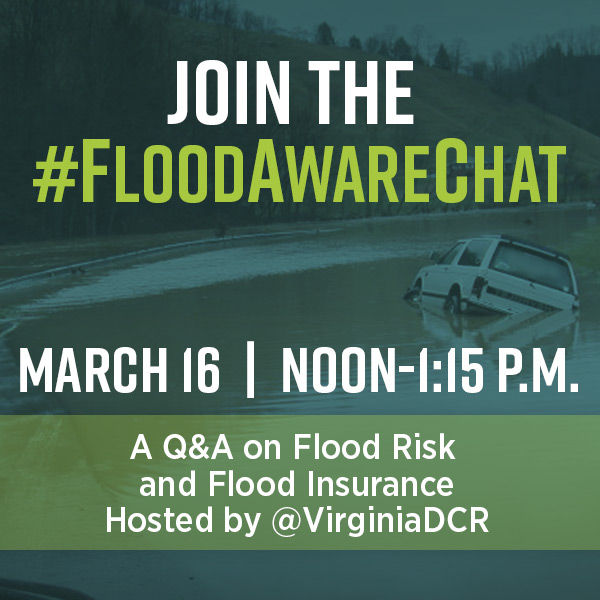 JOIN THE
#FLOODAWARECHAT
MARCH 16 | NOON-1:15 P.M.
A Q&A on Flood Risk
and Flood Insurance
Hosted by @VirginiaDCR